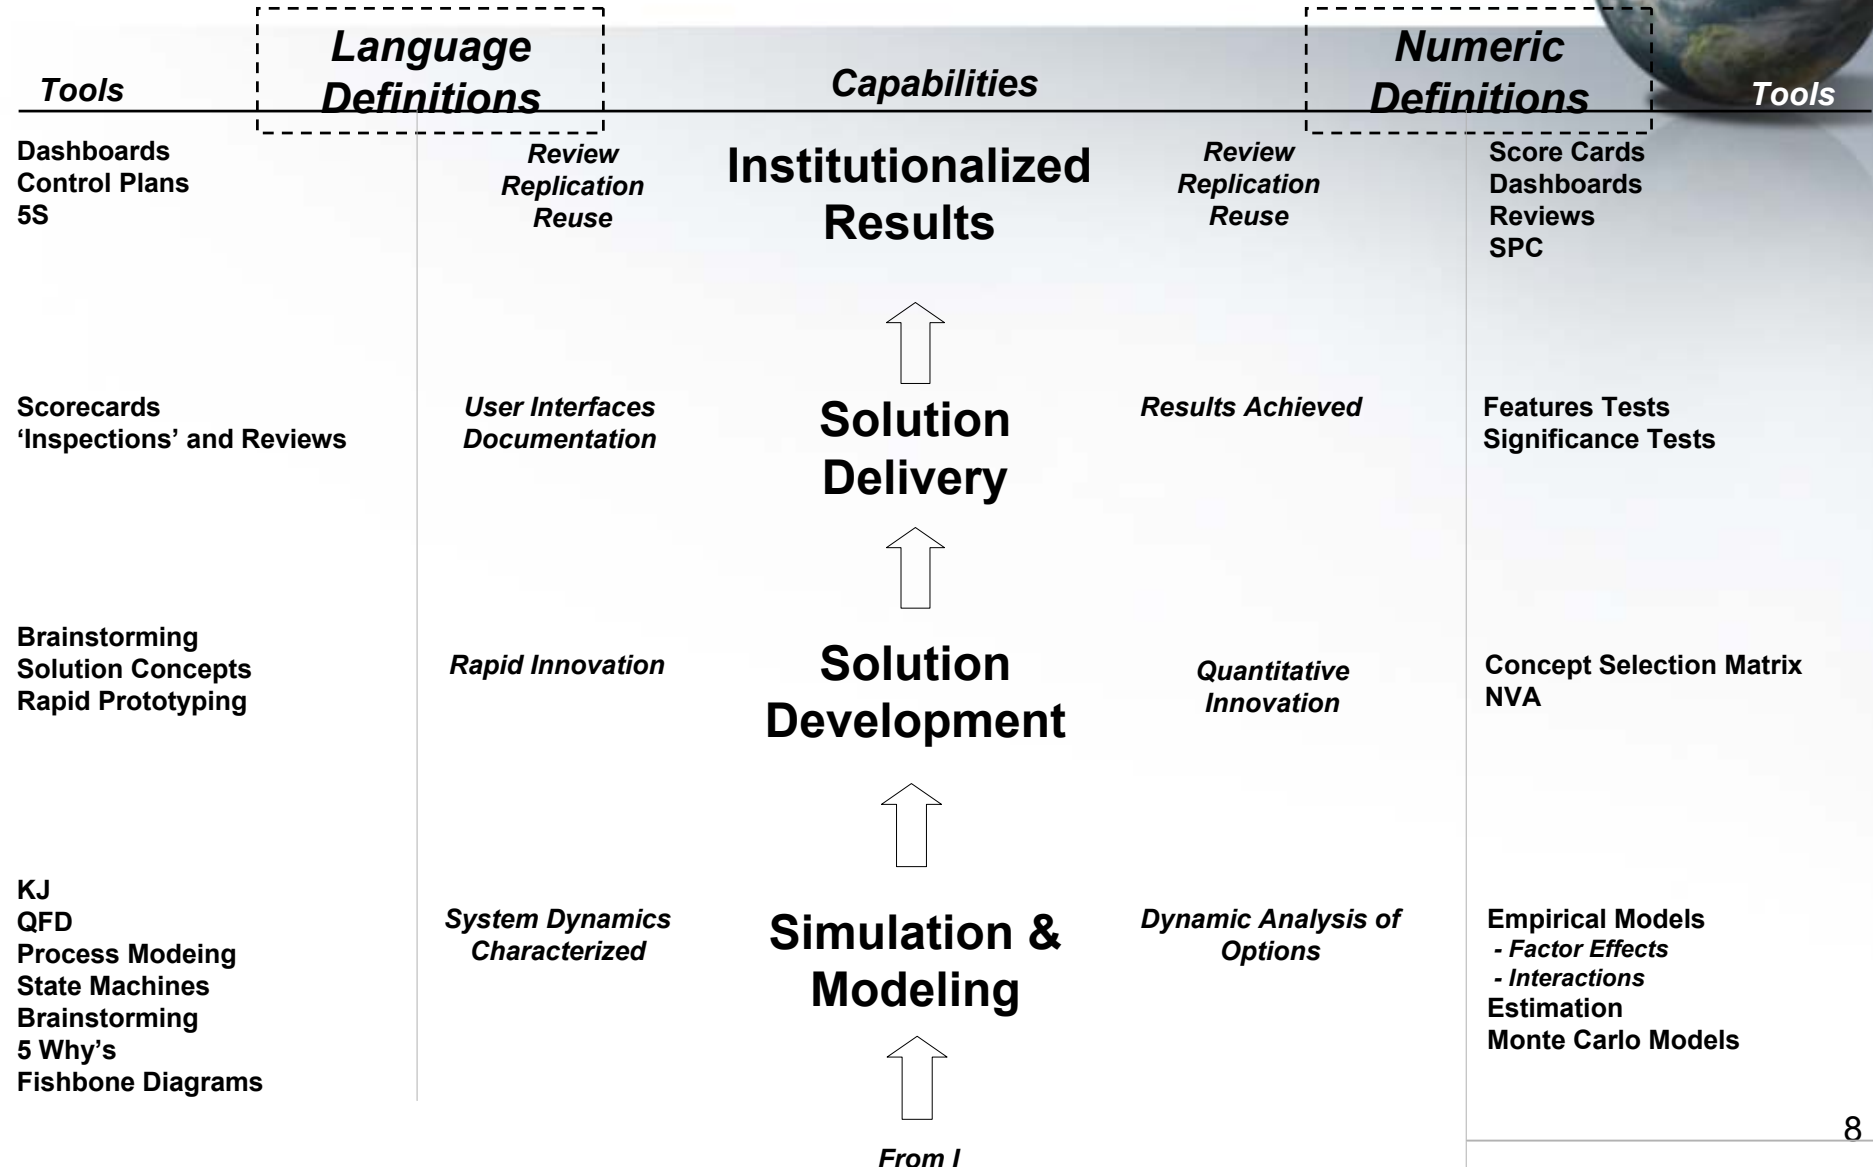 Tools
Language
Definitions
Capabilities
Numeric
Definitions
Tools
Dashboards
Control Plans
5S
Review
Replication
Reuse
Institutionalized
Results
Review
Replication
Reuse
Score Cards
Dashboards
Reviews
SPC
Scorecards
‘Inspections’ and Reviews
User Interfaces
Documentation
Solution
Delivery
Results Achieved
Features Tests
Significance Tests
Brainstorming
Solution Concepts
Rapid Prototyping
Rapid Innovation
Solution
Development
Quantitative
Innovation
Concept Selection Matrix
NVA
KJ
QFD
Process Modeing
State Machines
Brainstorming
5 Why’s
Fishbone Diagrams
System Dynamics
Characterized
Simulation &
Modeling
Dynamic Analysis of
Options
Empirical Models
- Factor Effects
- Interactions
Estimation
Monte Carlo Models
From I
8